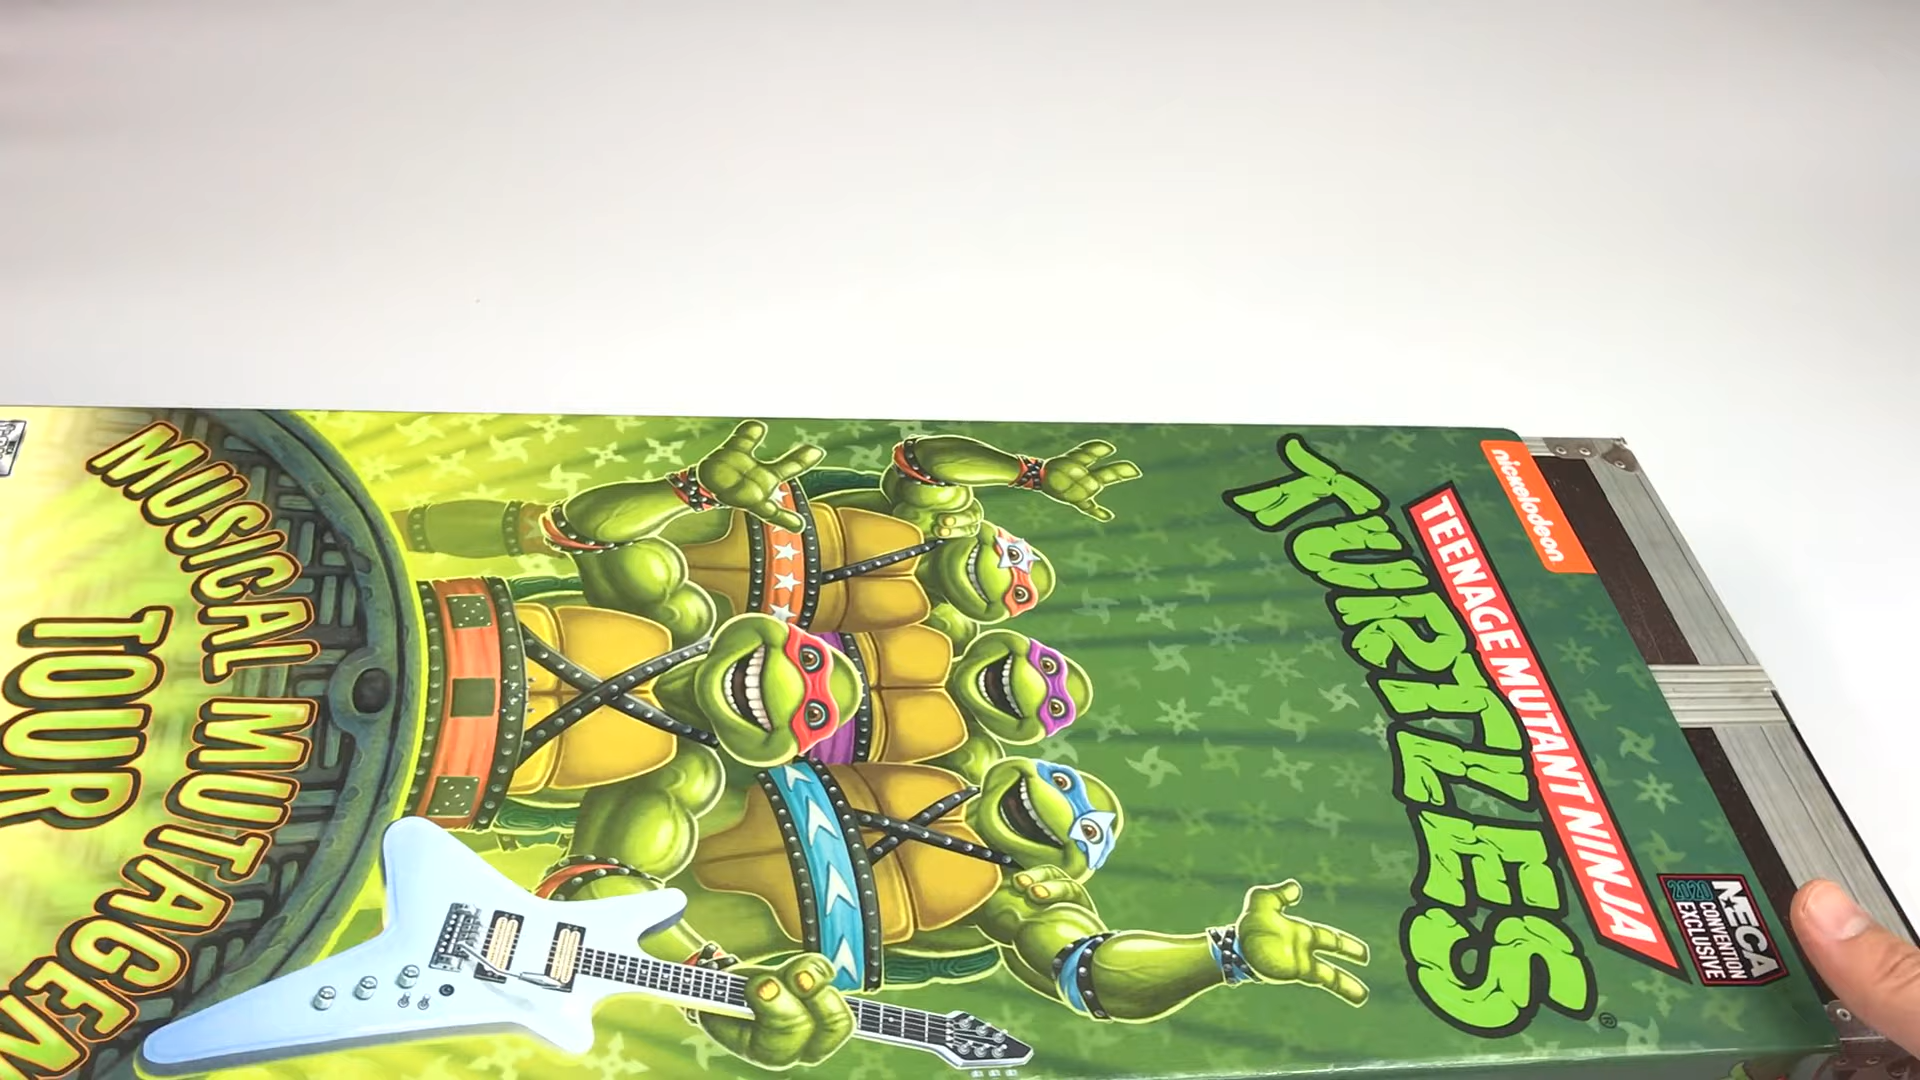 nickelodeon
TEENAGE MUTANT NINJA
TURTLES®
NECA
2020 CONVENTION
EXCLUSIVE
MUSICAL MUTAGEN
TOUR